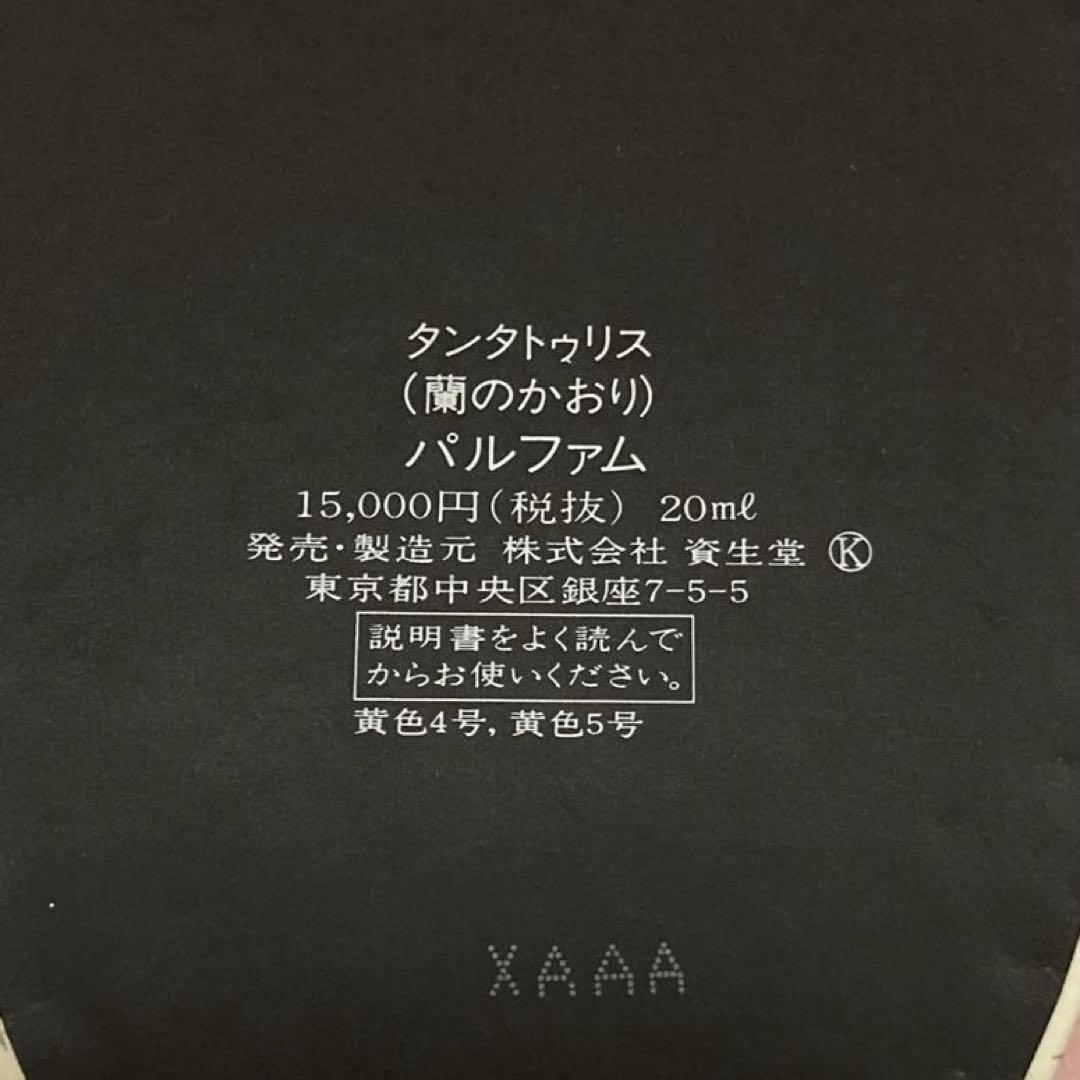 タンタトゥリス
(蘭のかおり)
パルファム
15,000円(税抜) 20mℓ
発売・製造元 株式会社 資生堂 Ⓚ
東京都中央区銀座7-5-5
説明書をよく読んで
からお使いください。
黄色4号, 黄色5号
XAAA